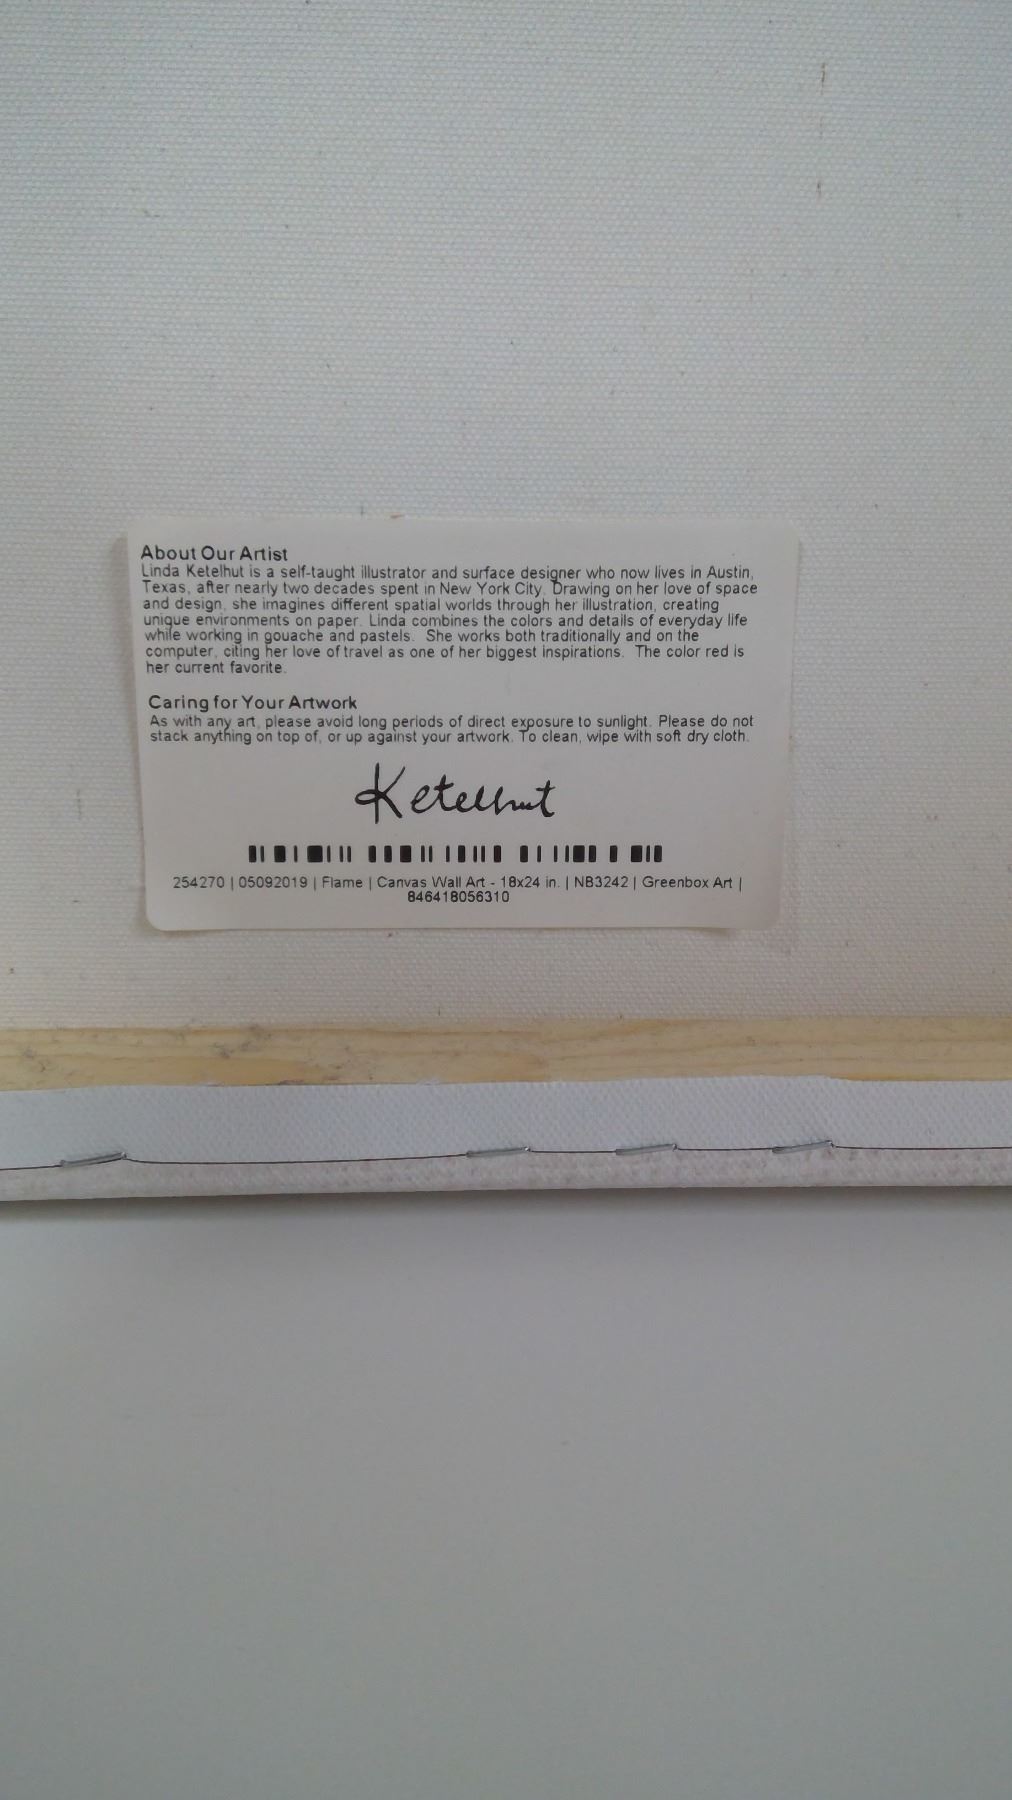 About Our Artist
Linda Ketelhut is a self-taught illustrator and surface designer who now lives in Austin,
Texas, after nearly two decades spent in New York City. Drawing on her love of space
and design, she imagines different spatial worlds through her illustration, creating
unique environments on paper. Linda combines the colors and details of everyday life
while working in gouache and pastels. She works both traditionally and on the
computer, citing her love of travel as one of her biggest inspirations. The color red is
her current favorite.
Caring for Your Artwork
As with any art, please avoid long periods of direct exposure to sunlight. Please do not
stack anything on top of, or up against your artwork. To clean, wipe with soft dry cloth.
Ketelhut
254270 | 05092019 | Flame | Canvas Wall Art - 18x24 in. | NB3242 | Greenbox Art |
846418056310